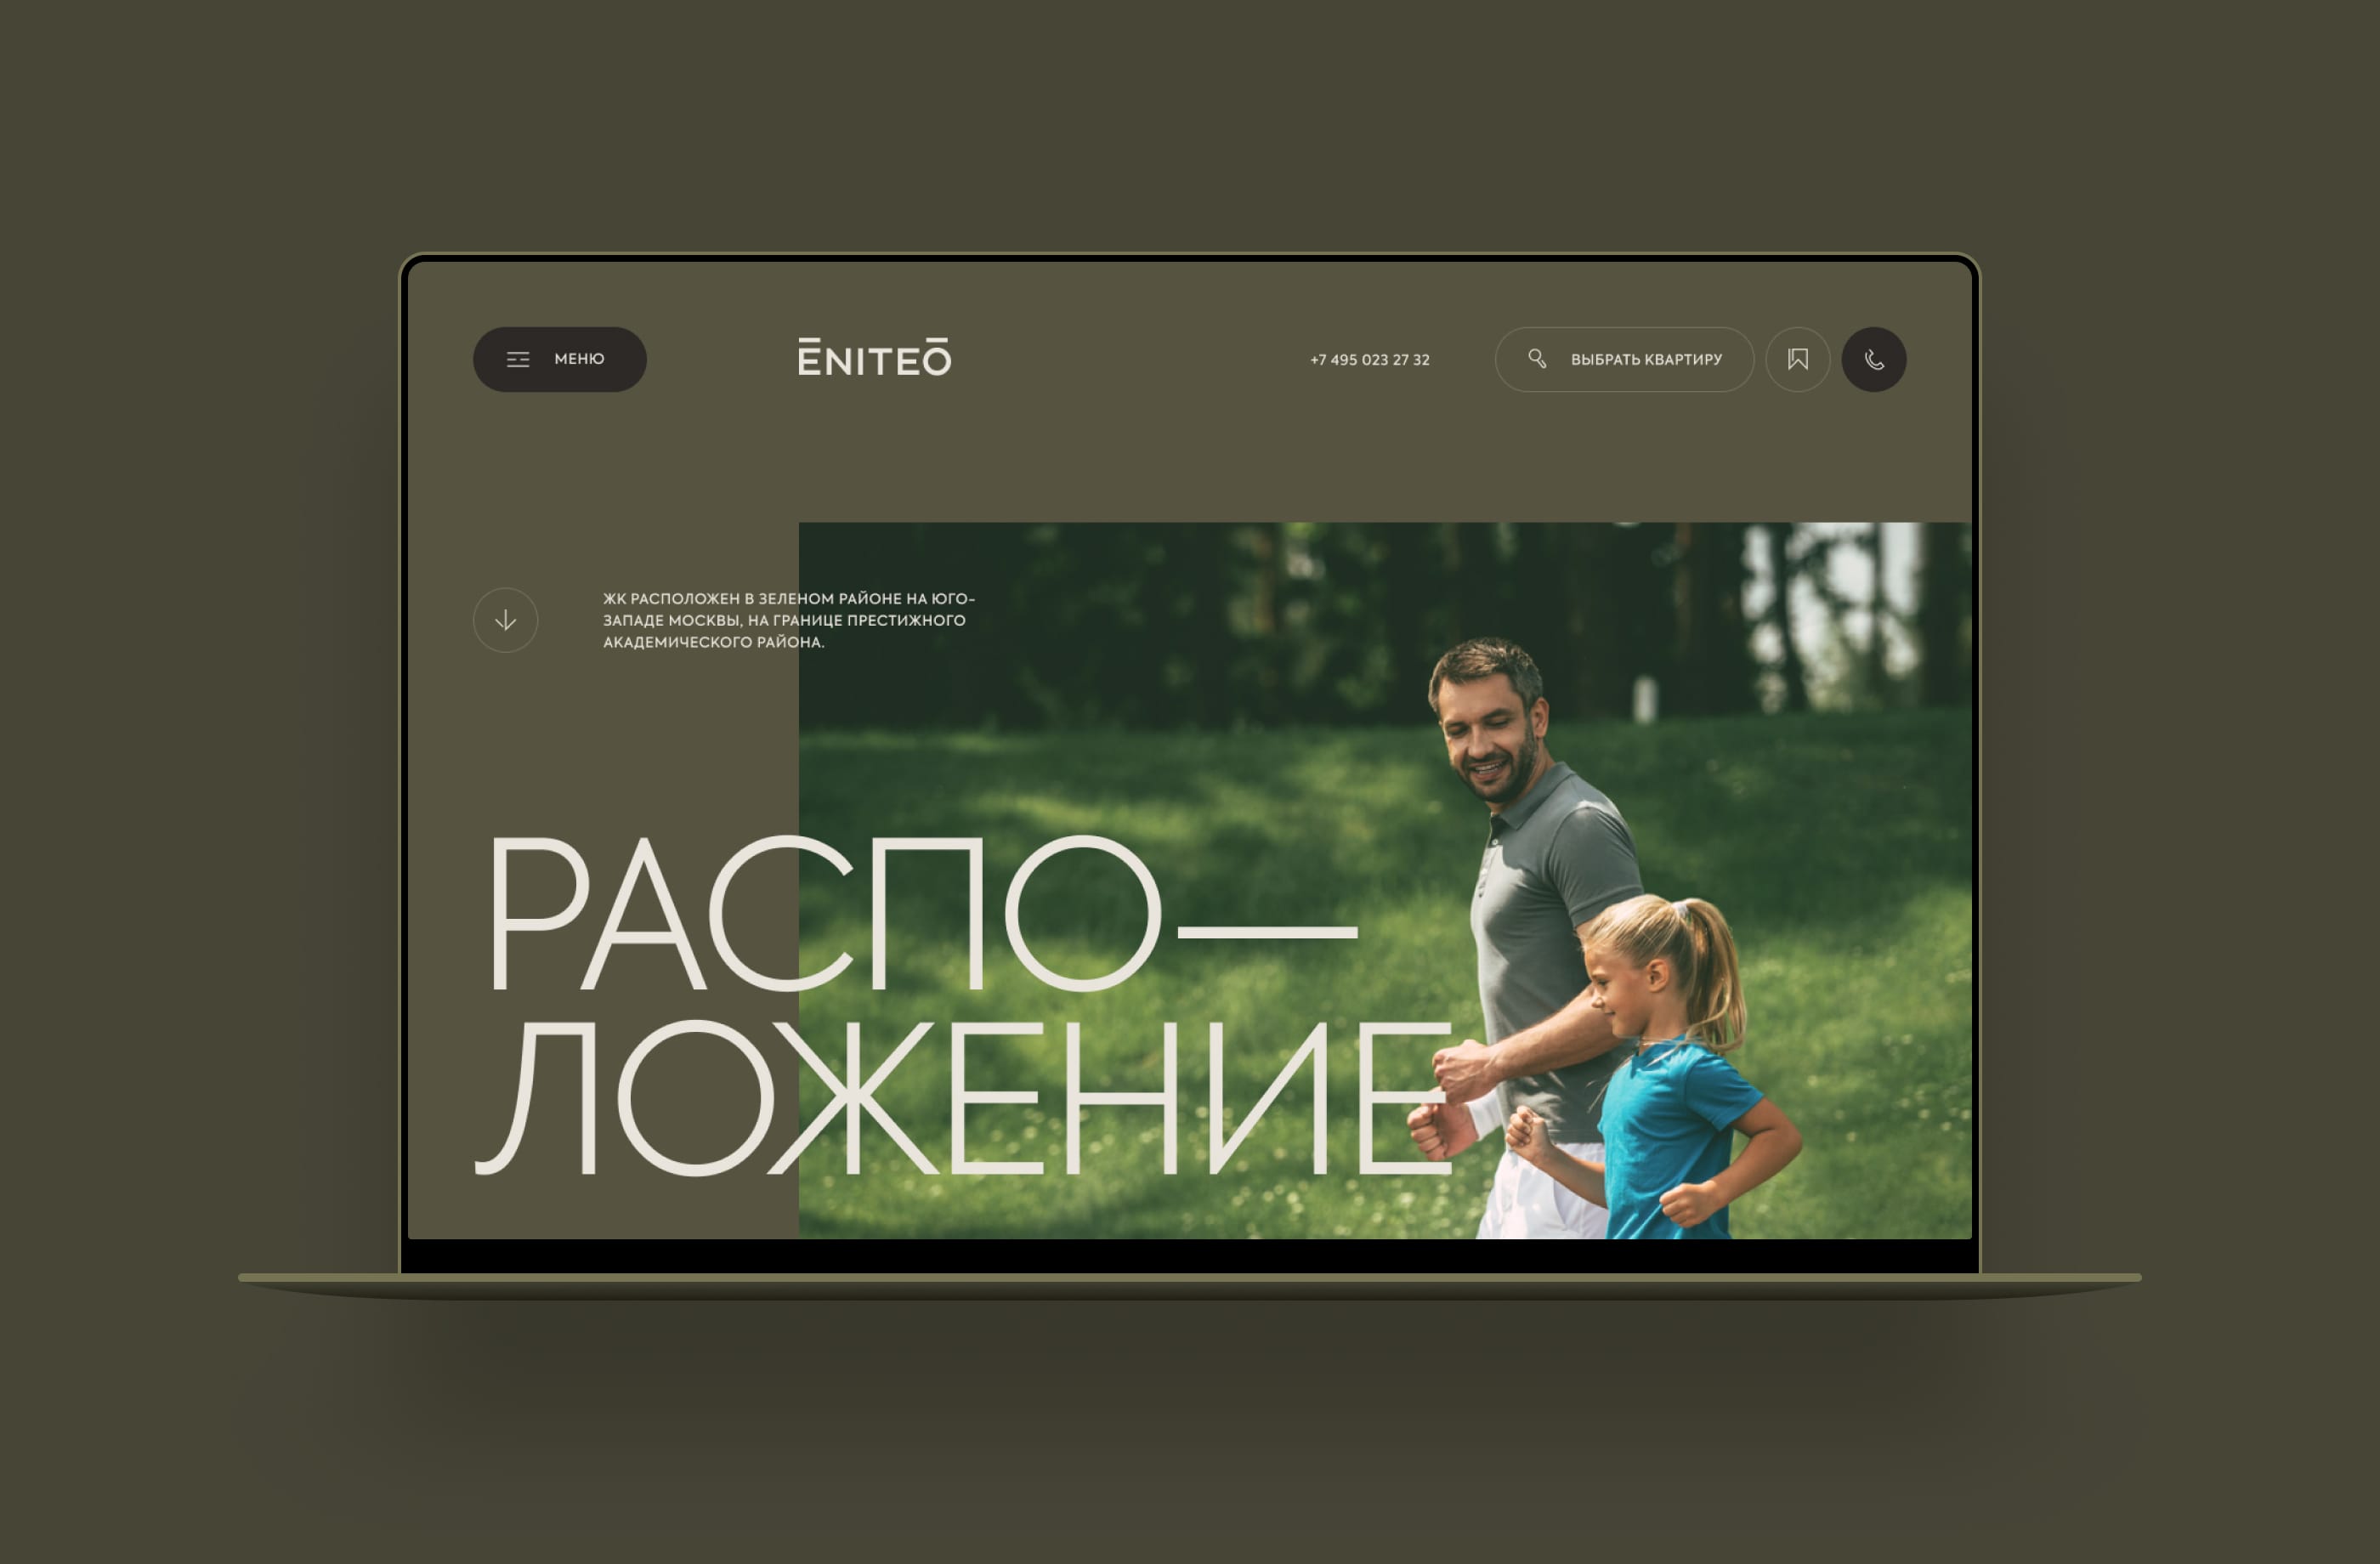 МЕНЮ
ĒNITEŌ
+7 495 023 27 32
ВЫБРАТЬ КВАРТИРУ
ЖК РАСПОЛОЖЕН В ЗЕЛЕНОМ РАЙОНЕ НА ЮГО-
ЗАПАДЕ МОСКВЫ, НА ГРАНИЦЕ ПРЕСТИЖНОГО
АКАДЕМИЧЕСКОГО РАЙОНА.
РАСПО—
ЛОЖЕНИЕ